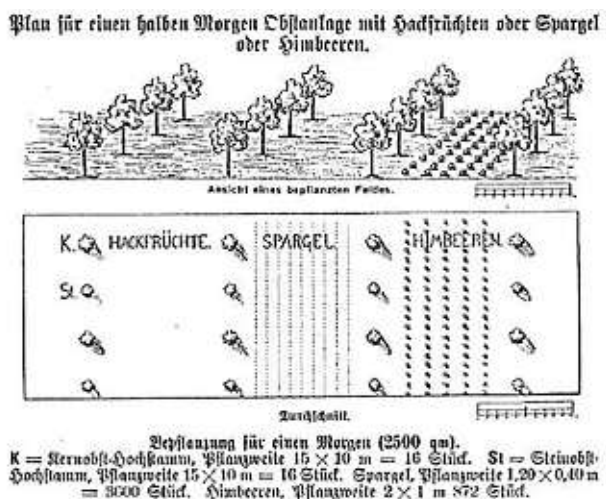 Plan für einen halben Morgen Obstanlage mit Hackfrüchten oder Spargel
oder Himbeeren.
Ansicht eines bepflanzten Feldes.
K. HACKFRÜCHTE. SPARGEL. HIMBEEREN.
St.
Durchschnitt.
Bepflanzung für einen Morgen (2500 qm).
K = Kernobst-Hochstamm, Pflanzweite 15 × 10 m = 16 Stück. St = Steinobst-
Hochstamm, Pflanzweite 15 × 10 m = 16 Stück. Spargel, Pflanzweite 1,20 × 0,40 m
= 3600 Stück. Himbeeren, Pflanzweite 2 × 1 m 872 Stück.